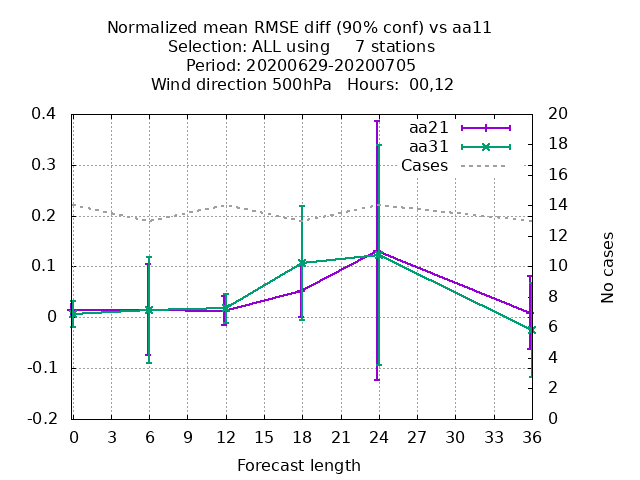 Normalized mean RMSE diff (90% conf) vs aa11
Selection: ALL using     7 stations
Period: 20200629-20200705
Wind direction 500hPa   Hours:  00,12
0.4
0.3
0.2
0.1
0
-0.1
-0.2
aa21
aa31
Cases
20
18
16
14
12
10
8
6
4
2
0
No cases
0 3 6 9 12 15 18 21 24 27 30 33 36
Forecast length